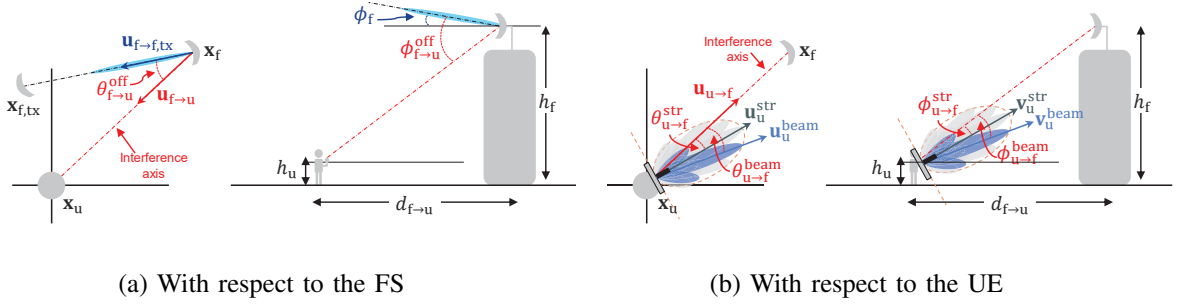 ϕ_f
ϕ^off_f→u
u_f→f,tx
x_f
θ^off_f→u
u_f→u
x_f,tx
Interference
axis
h_f
h_u
x_u
d_f→u
Interference
axis
x_f
u_u→f
θ^str_u→f
u^str_u
u^beam_u
θ^beam_u→f
x_u
ϕ^str_u→f
v^str_u
v^beam_u
ϕ^beam_u→f
h_f
h_u
d_f→u
(a) With respect to the FS
(b) With respect to the UE